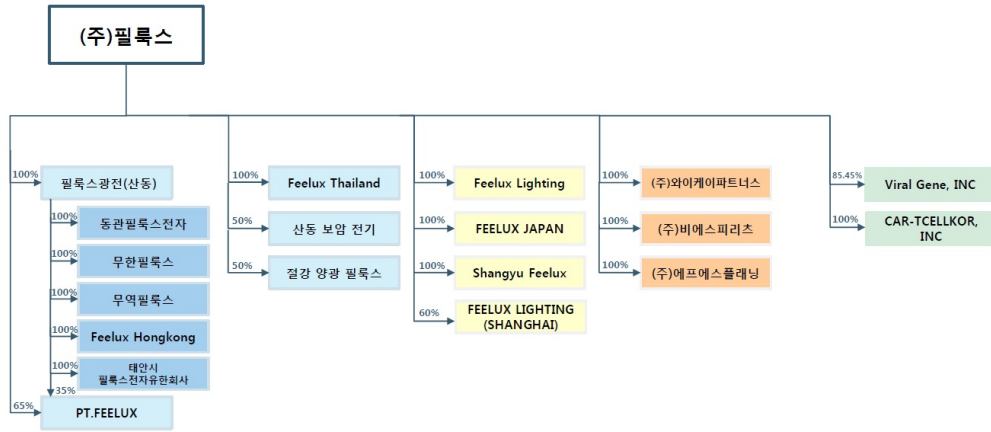 (주)필룩스
100%
필룩스광전(산동)
100%
동관필룩스전자
100%
무한필룩스
100%
무역필룩스
100%
Feelux Hongkong
100%
태안시
필룩스전자유한회사
35%
65%
PT.FEELUX
100%
Feelux Thailand
50%
산동 보암 전기
50%
절강 양광 필룩스
100%
Feelux Lighting
100%
FEELUX JAPAN
100%
Shangyu Feelux
60%
FEELUX LIGHTING
(SHANGHAI)
100%
(주)와이케이파트너스
100%
(주)비에스피리츠
100%
(주)에프에스플래닝
85.45%
Viral Gene, INC
100%
CAR-TCELLKOR,
INC